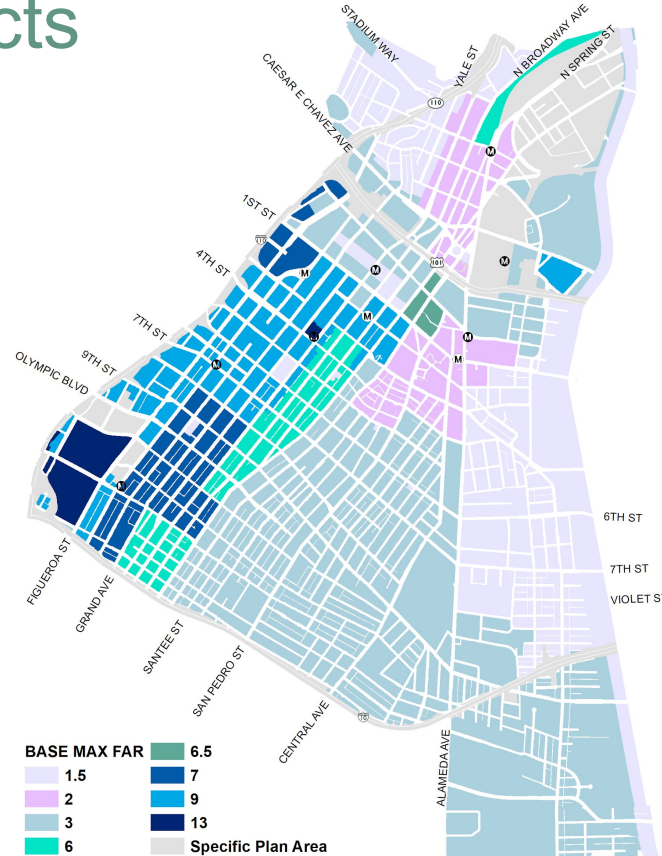 cts
STADIUM WAY
CAESAR E CHAVEZ AVE
YALE ST
N BROADWAY AVE
N SPRING ST
110
M
1ST ST
110
4TH ST
M
M
M
101
M
7TH ST
M
M
M
9TH ST
M
OLYMPIC BLVD
M
6TH ST
7TH ST
VIOLET ST
FIGUEROA ST
GRAND AVE
SANTEE ST
SAN PEDRO ST
CENTRAL AVE
10
ALAMEDA AVE
BASE MAX FAR
1.5
2
3
6
6.5
7
9
13
Specific Plan Area